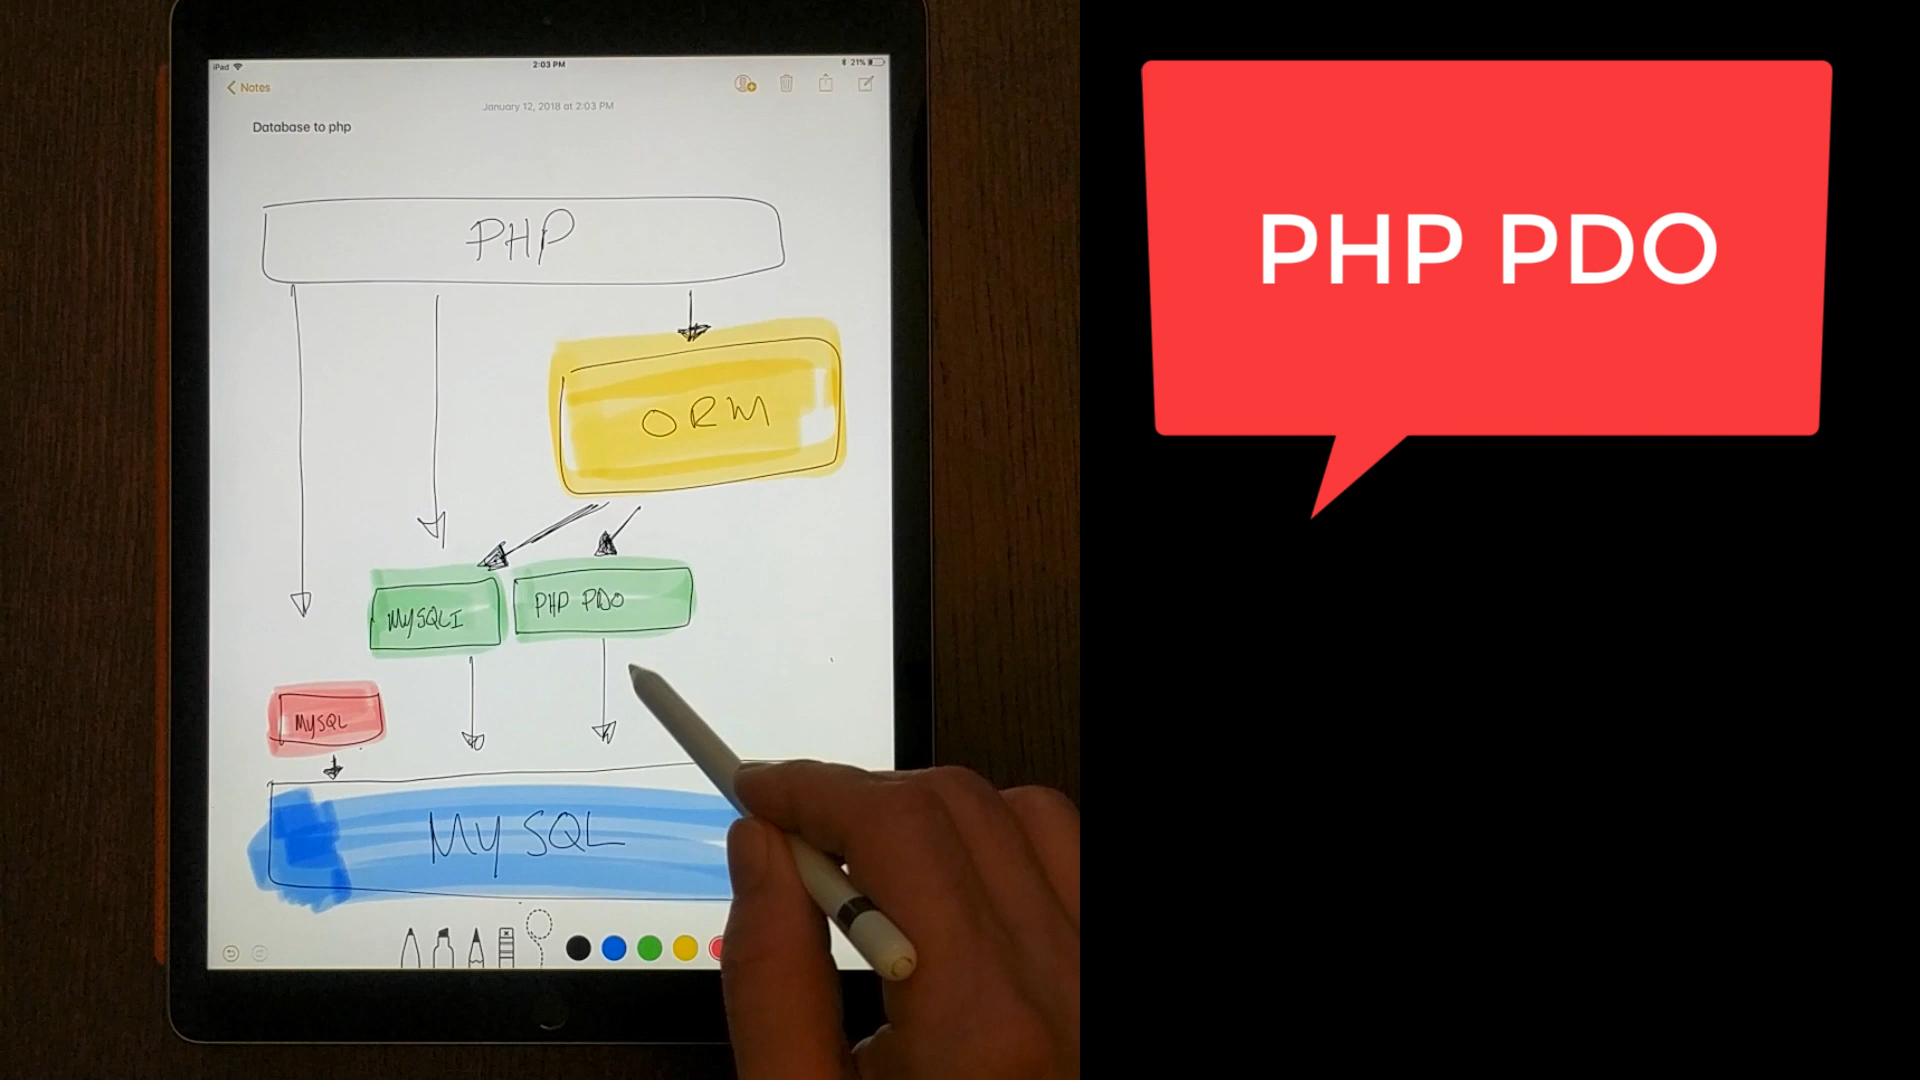 iPad
2:03 PM
21%
Notes
January 12, 2018 at 2:03 PM
Database to php
PHP
ORM
MYSQLI
PHP PDO
MySQL
MY SQL
PHP PDO